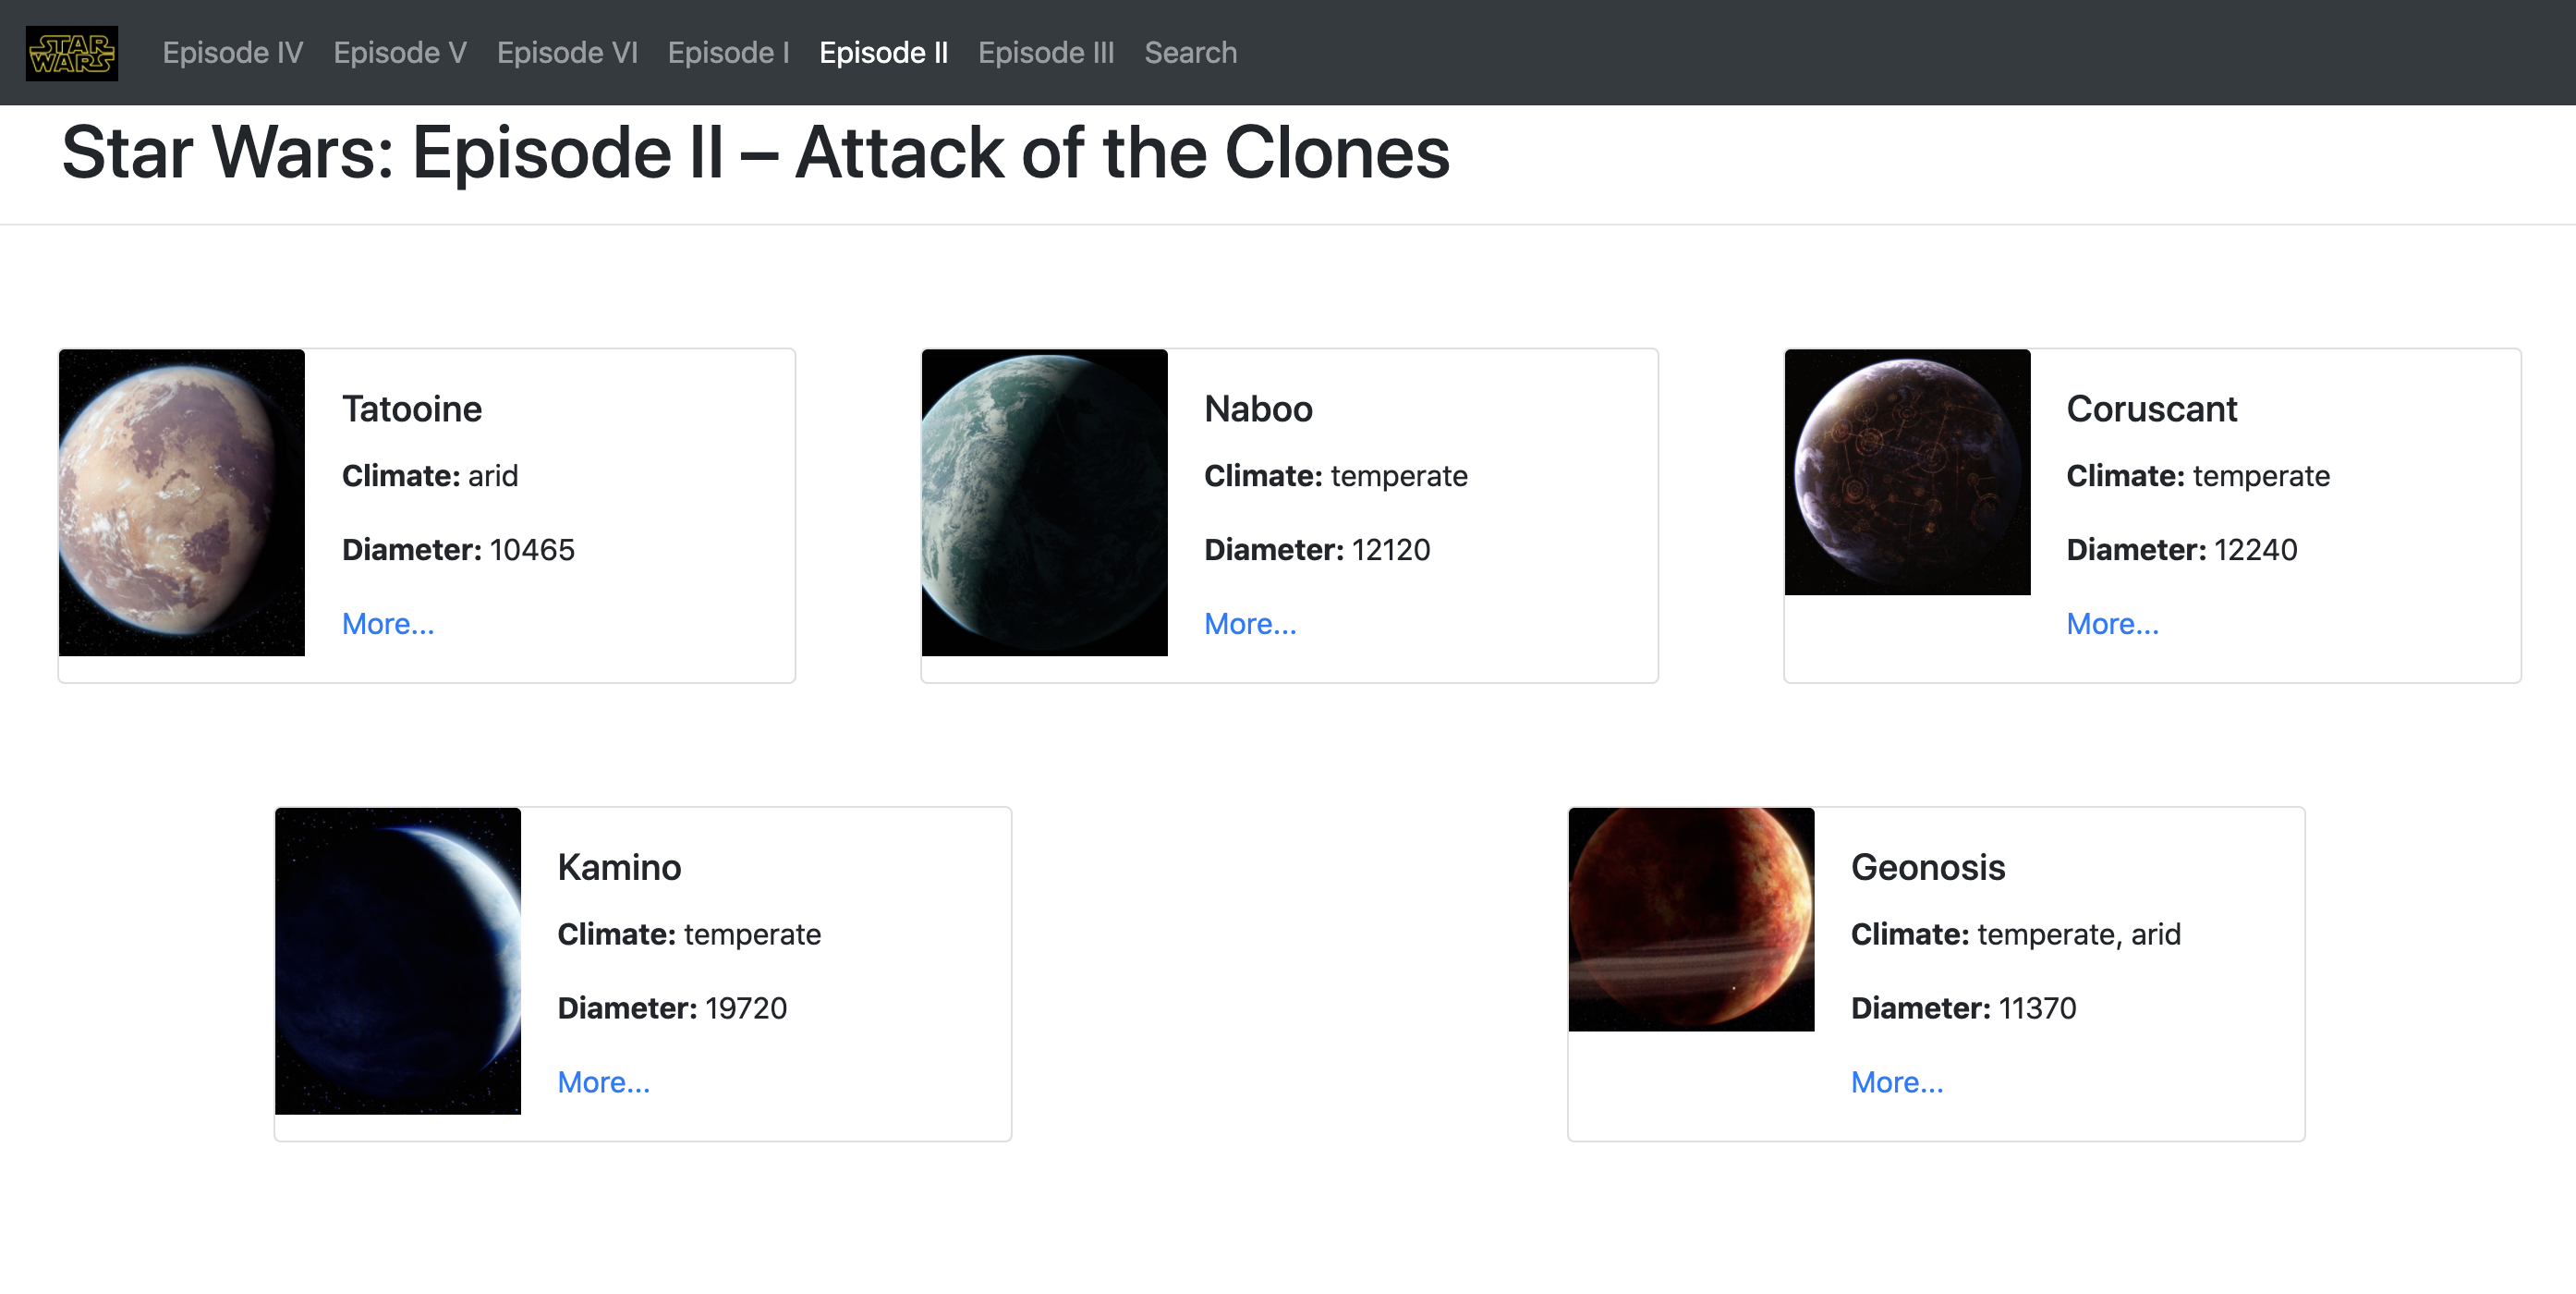 STAR WARS
Episode IV Episode V Episode VI Episode I Episode II Episode III Search
Star Wars: Episode II – Attack of the Clones
Tatooine
Climate: arid
Diameter: 10465
More...
Naboo
Climate: temperate
Diameter: 12120
More...
Coruscant
Climate: temperate
Diameter: 12240
More...
Kamino
Climate: temperate
Diameter: 19720
More...
Geonosis
Climate: temperate, arid
Diameter: 11370
More...